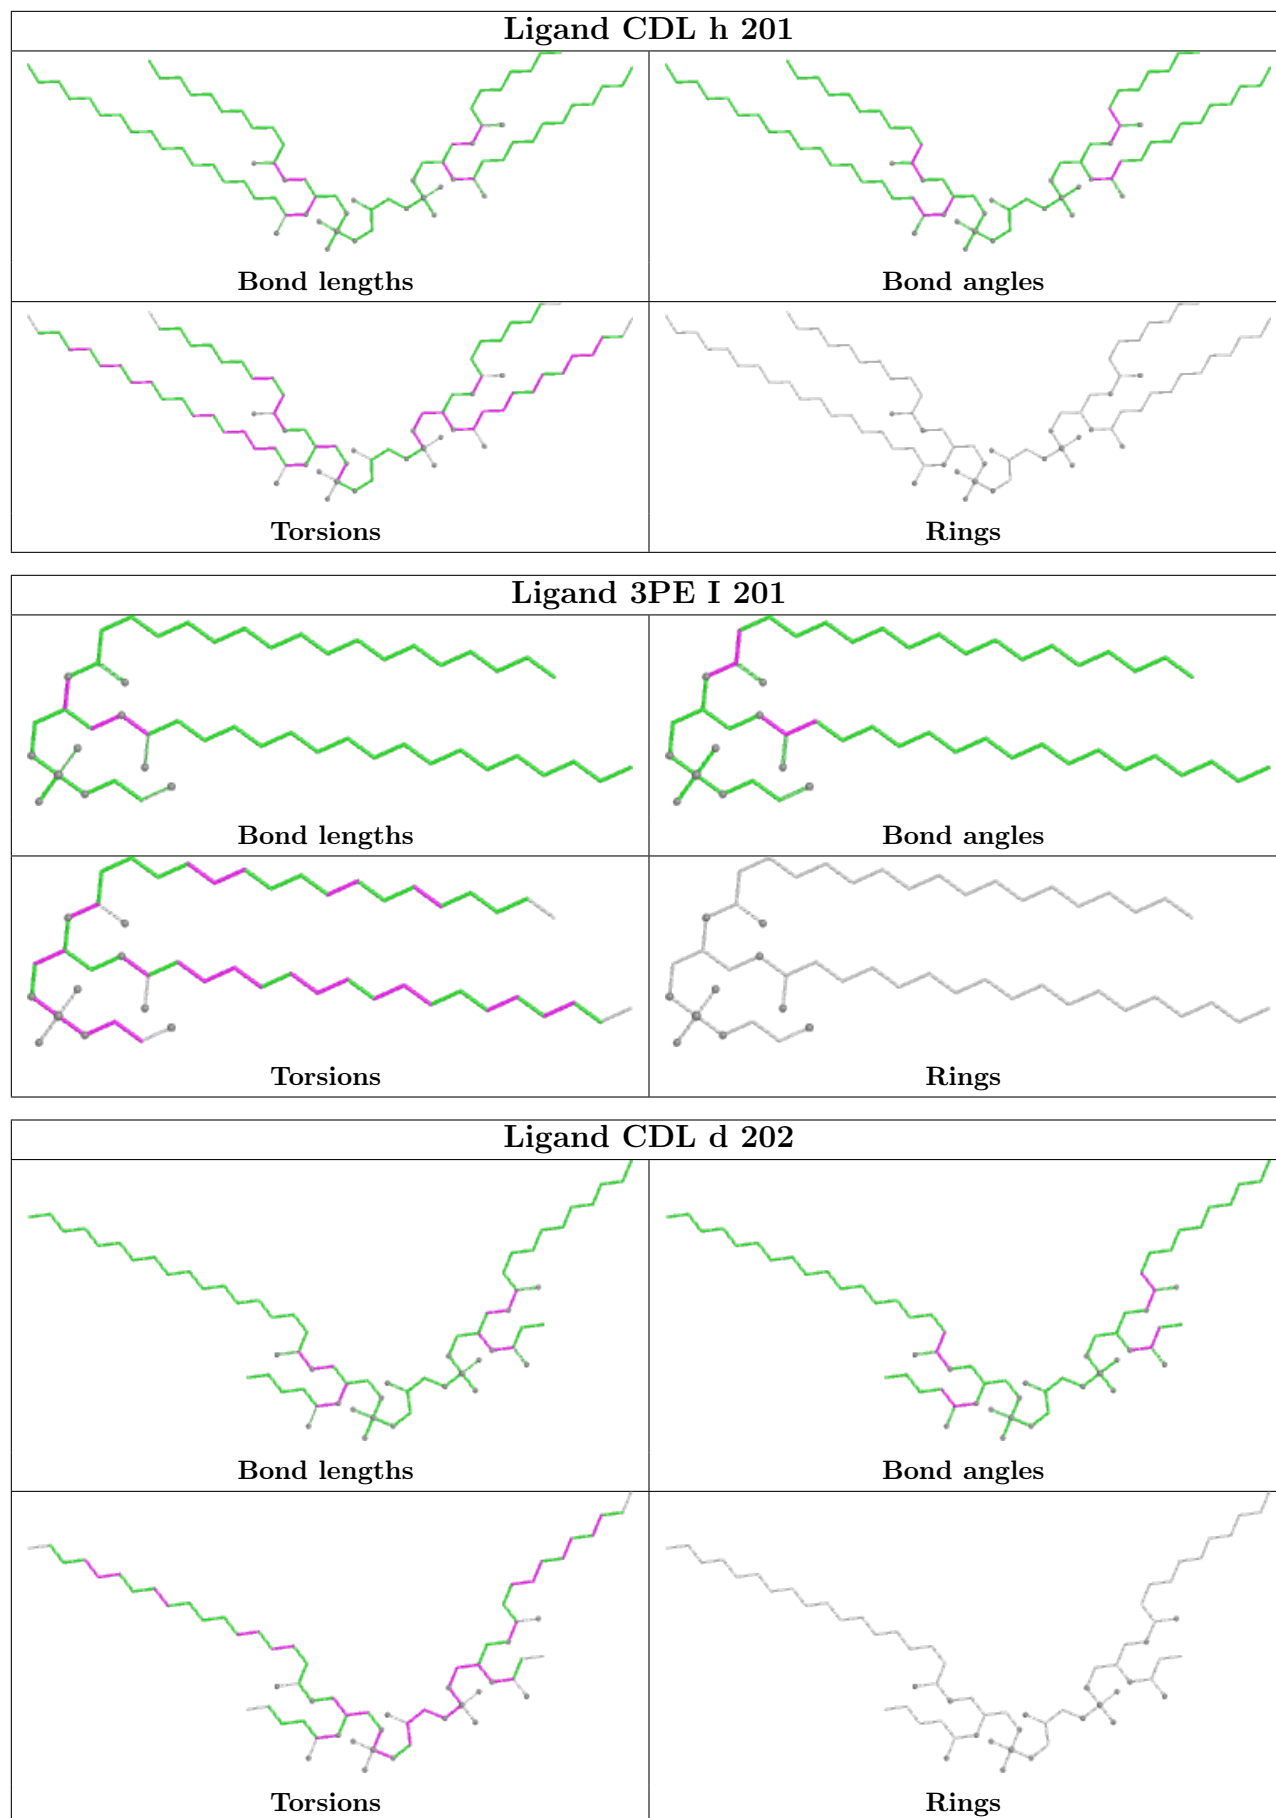 Ligand CDL h 201
Bond lengths
Bond angles
Torsions
Rings
Ligand 3PE I 201
Bond lengths
Bond angles
Torsions
Rings
Ligand CDL d 202
Bond lengths
Bond angles
Torsions
Rings